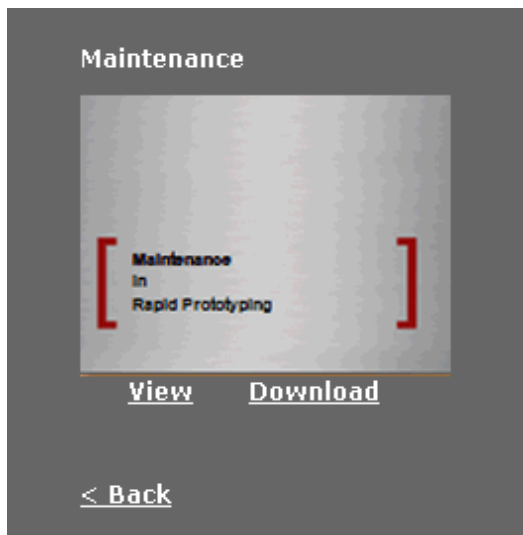 Maintenance
Maintenance
in
Rapid Prototyping
View Download
< Back